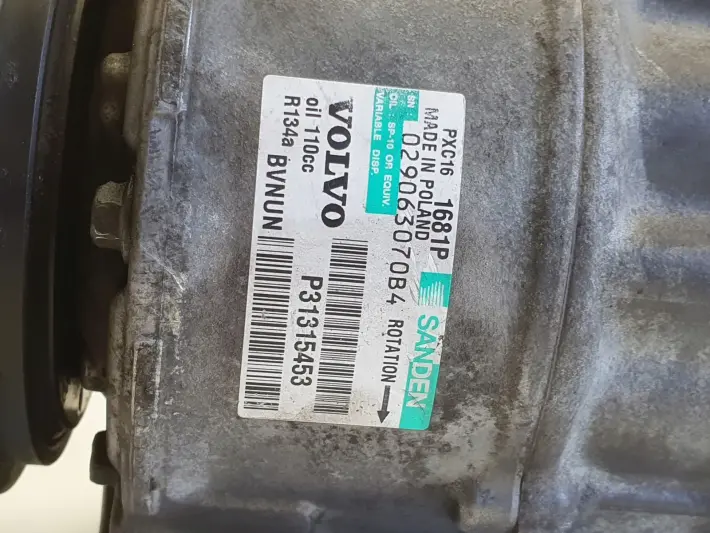 PXC16 1681P
MADE IN POLAND
SN: 029063070B4
OIL : SP-10 OR EQUIV.
VARIABLE DISP.
SANDEN
ROTATION →
VOLVO
oil 110cc
R134a BVNUN
P31315453